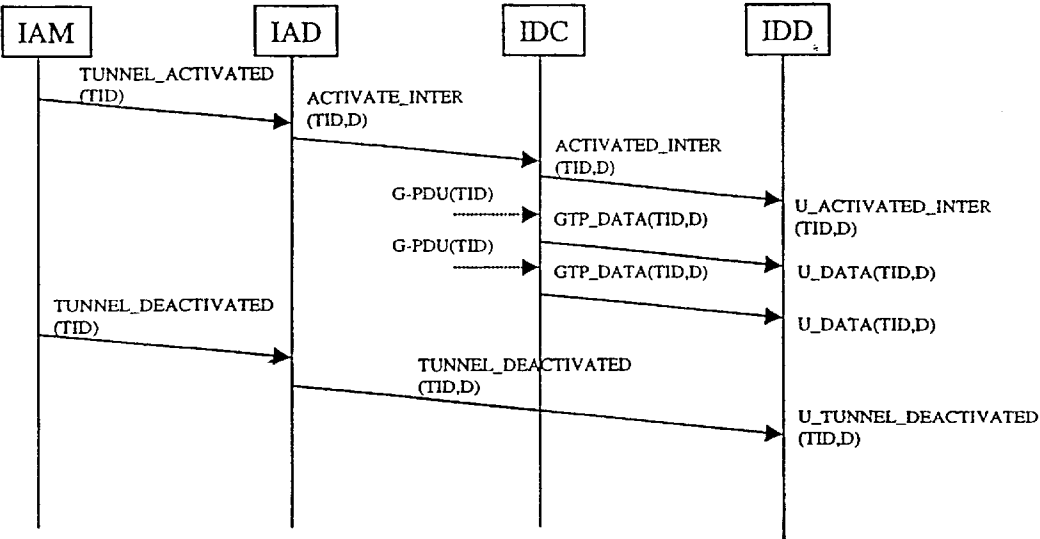 IAM
IAD
IDC
IDD
TUNNEL_ACTIVATED
(TID)
ACTIVATE_INTER
(TID,D)
ACTIVATED_INTER
(TID,D)
G-PDU(TID)
GTP_DATA(TID,D)
U_ACTIVATED_INTER
(TID,D)
G-PDU(TID)
GTP_DATA(TID,D)
U_DATA(TID,D)
TUNNEL_DEACTIVATED
(TID)
U_DATA(TID,D)
TUNNEL_DEACTIVATED
(TID,D)
U_TUNNEL_DEACTIVATED
(TID,D)